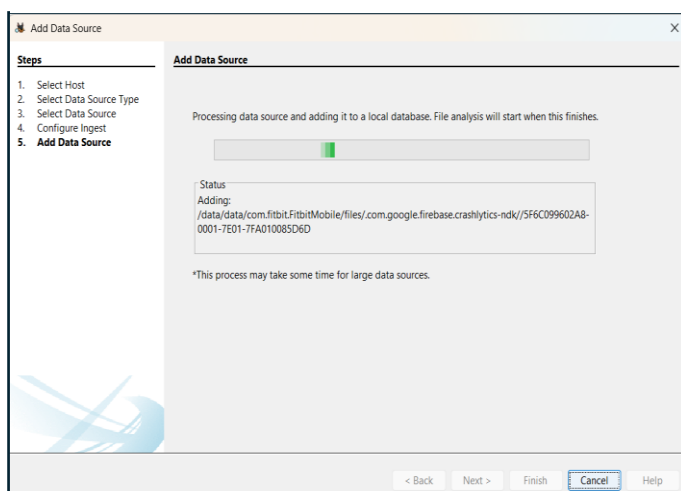 Add Data Source
Steps
1. Select Host
2. Select Data Source Type
3. Select Data Source
4. Configure Ingest
5. Add Data Source
Add Data Source
Processing data source and adding it to a local database. File analysis will start when this finishes.
Status
Adding:
/data/data/com.fitbit.FitbitMobile/files/.com.google.firebase.crashlytics-ndk//5F6C099602A8-
0001-7E01-7FA010085D6D
*This process may take some time for large data sources.
< Back Next > Finish Cancel Help